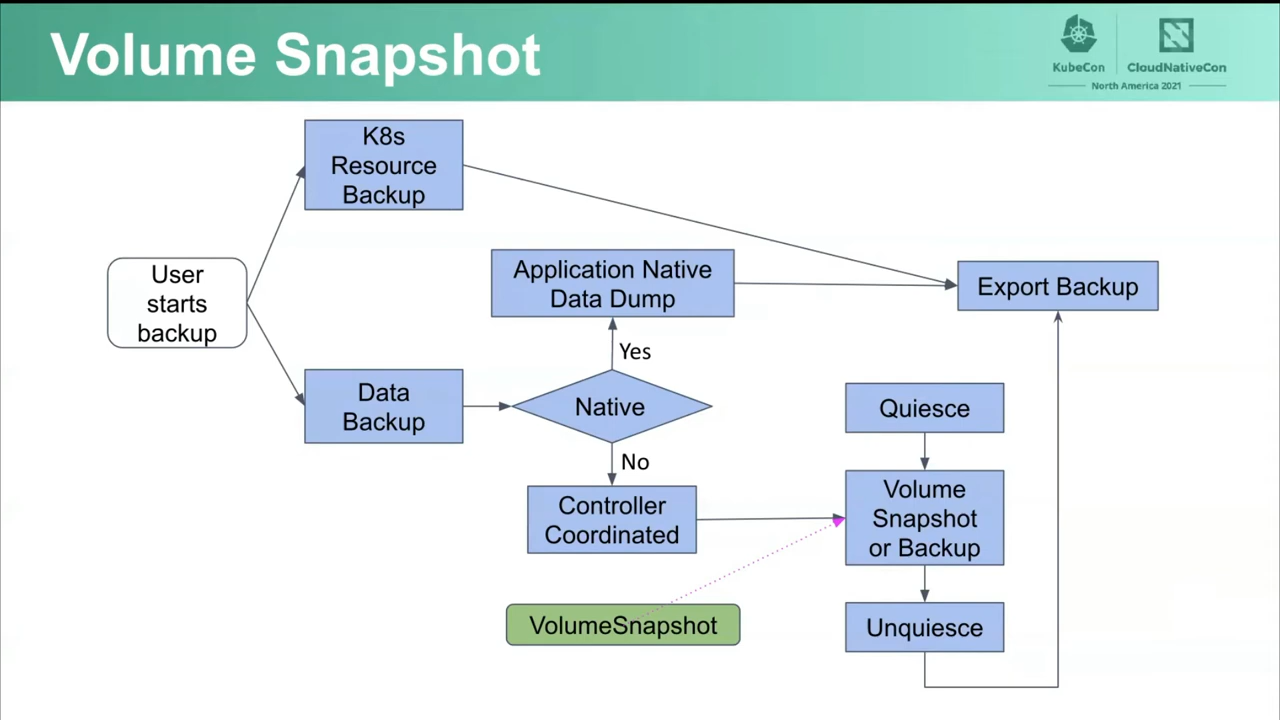 Volume Snapshot
KubeCon
CloudNativeCon
North America 2021
K8s
Resource
Backup
User
starts
backup
Application Native
Data Dump
Export Backup
Yes
Data
Backup
Native
Quiesce
No
Controller
Coordinated
Volume
Snapshot
or Backup
VolumeSnapshot
Unquiesce